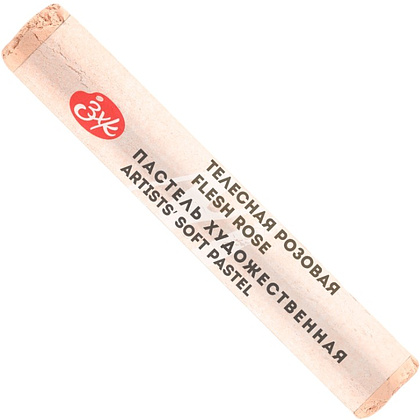 ЗХК
ТЕЛЕСНАЯ РОЗОВАЯ
FLESH ROSE
ПАСТЕЛЬ ХУДОЖЕСТВЕННАЯ
ARTISTS' SOFT PASTEL